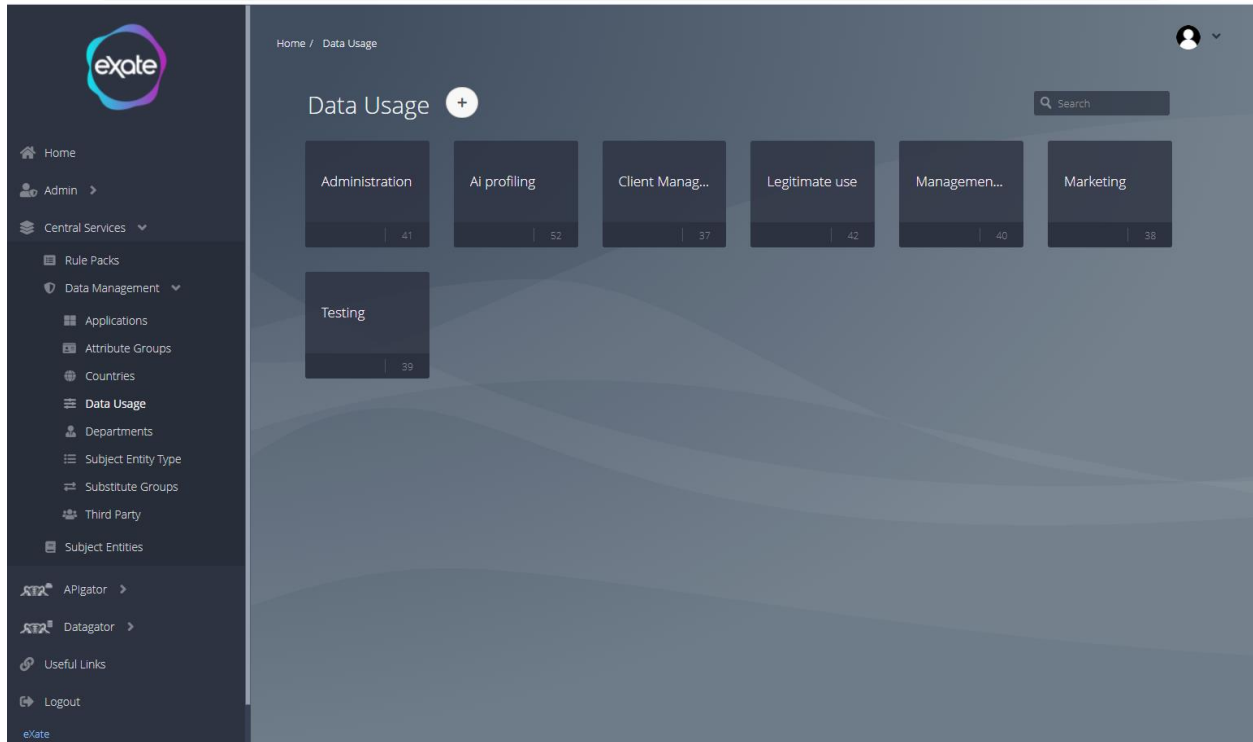 eXate
Home
Admin
Central Services
Rule Packs
Data Management
Applications
Attribute Groups
Countries
Data Usage
Departments
Subject Entity Type
Substitute Groups
Third Party
Subject Entities
APIgator
Datagator
Useful Links
Logout
eXate
Home / Data Usage
Data Usage +
Search
Administration
41
Ai profiling
52
Client Manag...
37
Legitimate use
42
Managemen...
40
Marketing
38
Testing
39